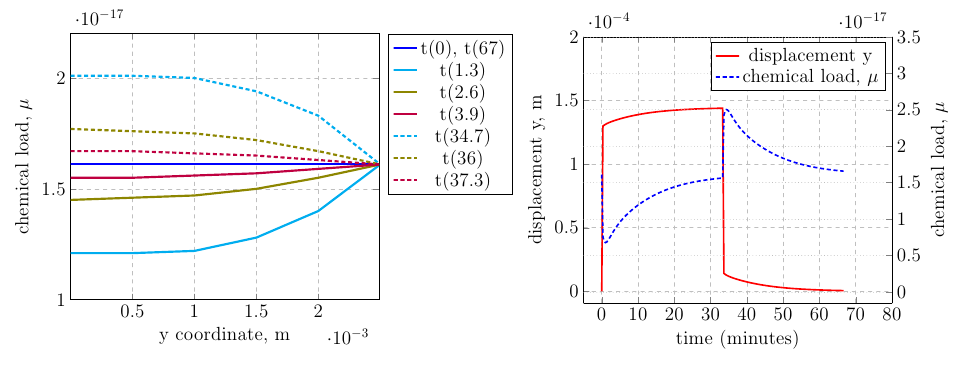 ·10⁻¹⁷
2
1.5
1
0.5
1
1.5
2
·10⁻³
y coordinate, m
chemical load, μ
t(0), t(67)
t(1.3)
t(2.6)
t(3.9)
t(34.7)
t(36)
t(37.3)
·10⁻⁴
·10⁻¹⁷
2
1.5
1
0.5
0
displacement y, m
displacement y
chemical load, μ
3.5
3
2.5
2
1.5
1
0.5
0
chemical load, μ
0
10
20
30
40
50
60
70
80
time (minutes)